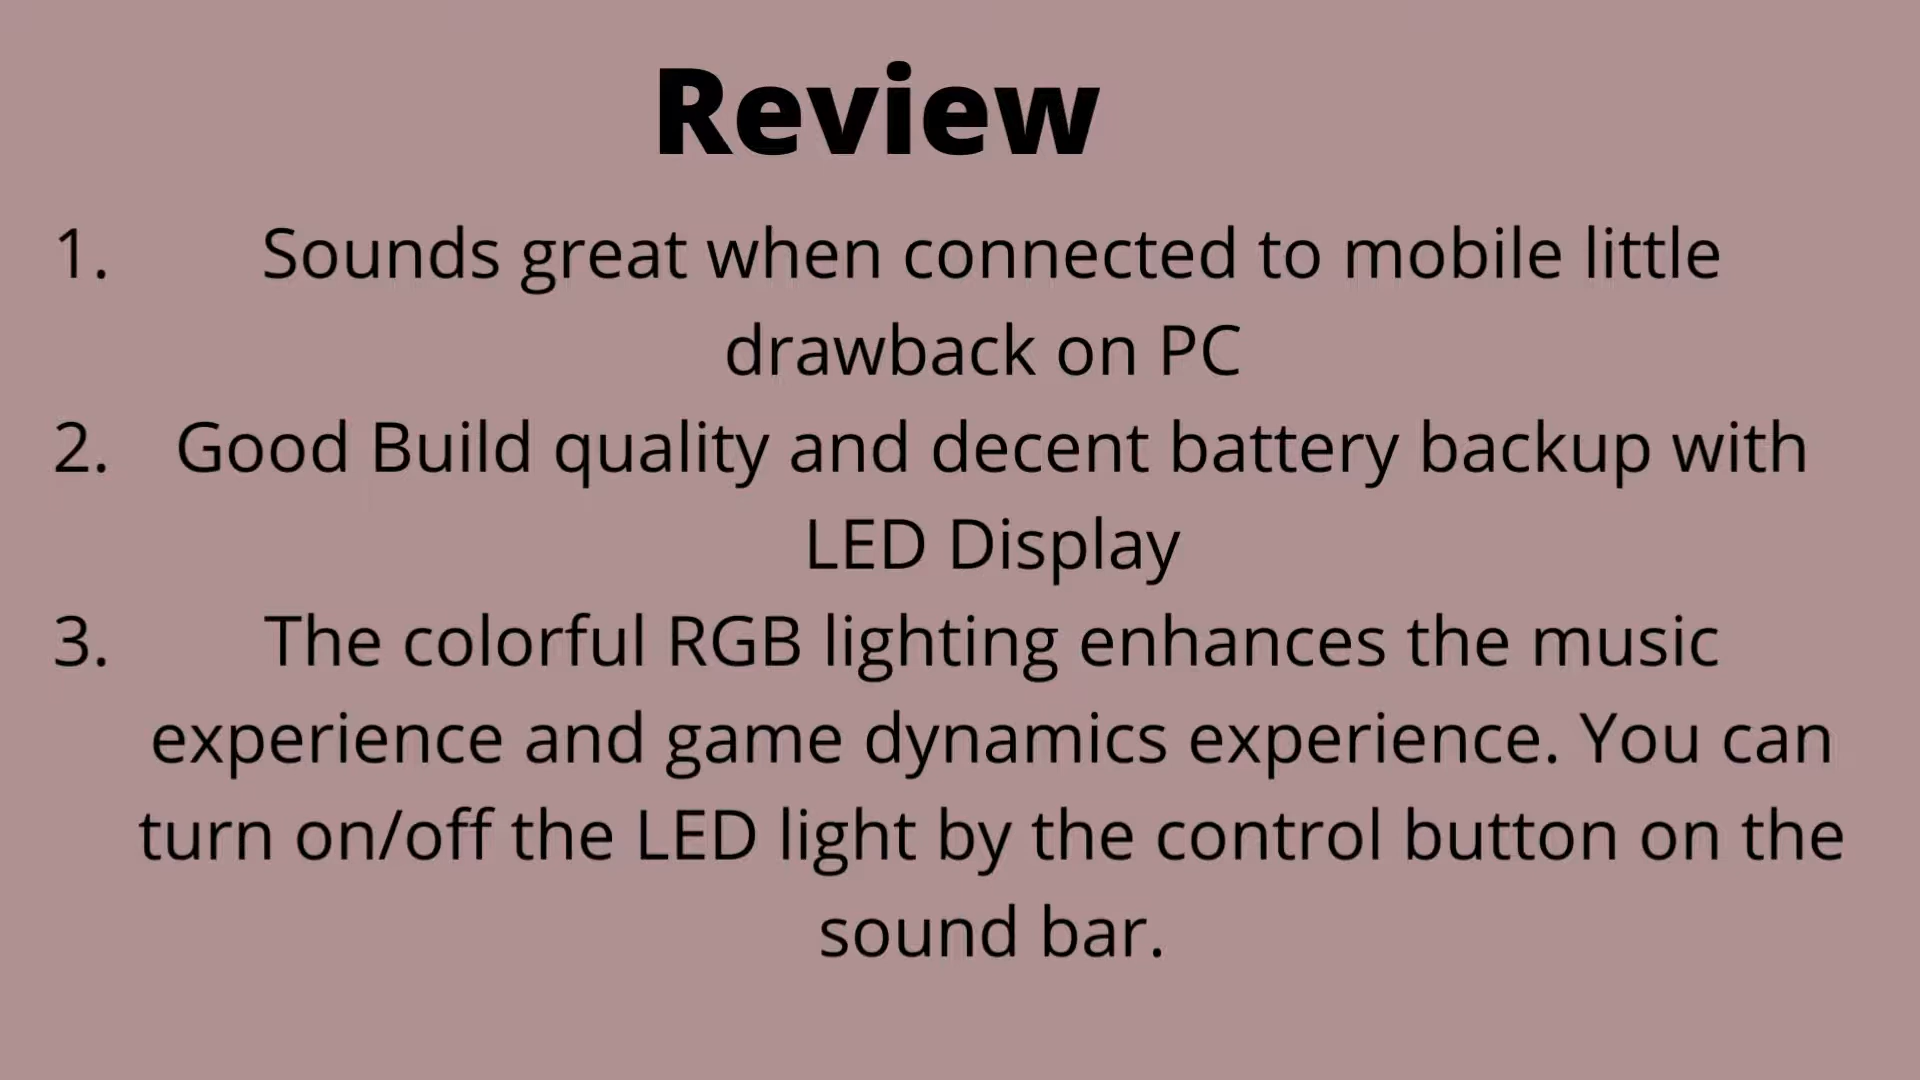 Review
1. Sounds great when connected to mobile little
drawback on PC
2. Good Build quality and decent battery backup with
LED Display
3. The colorful RGB lighting enhances the music
experience and game dynamics experience. You can
turn on/off the LED light by the control button on the
sound bar.